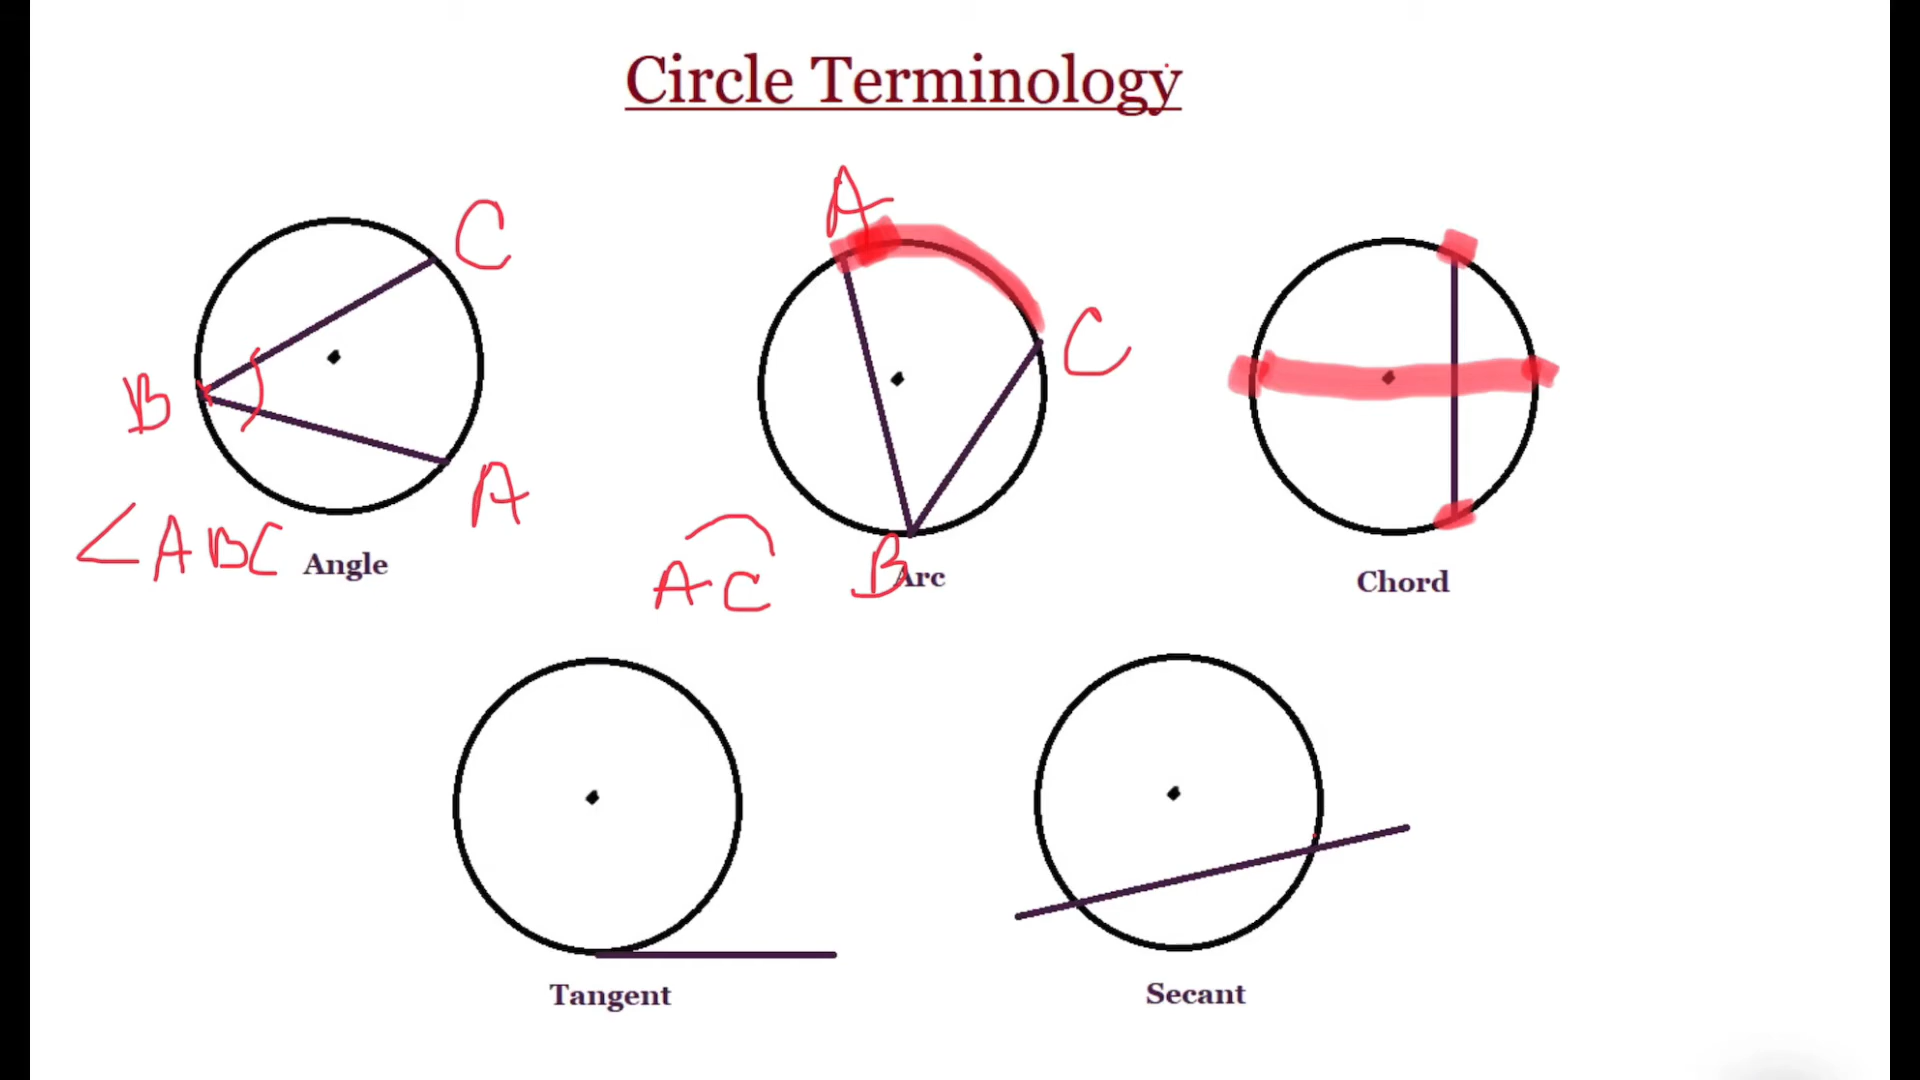 Circle Terminology
C
B
A
∠ABC
Angle
A
C
B
AC
Arc
Chord
Tangent
Secant